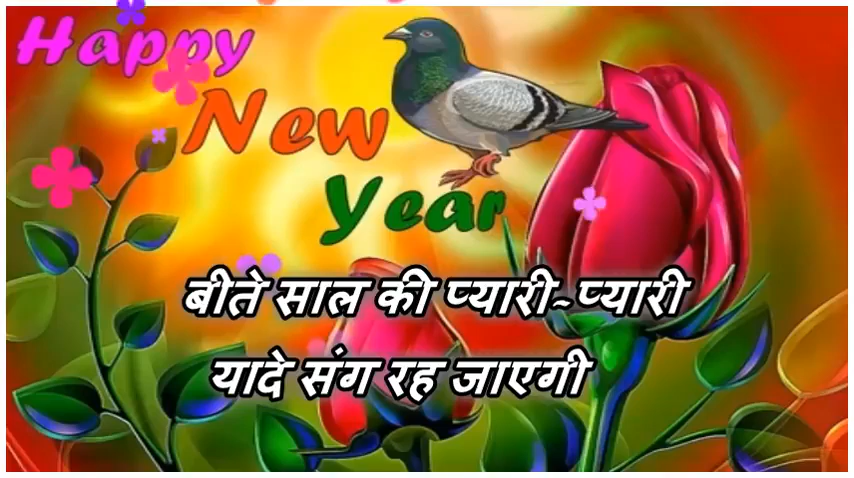 Happy
New
Year
बीते साल की प्यारी-प्यारी
यादे संग रह जाएगी